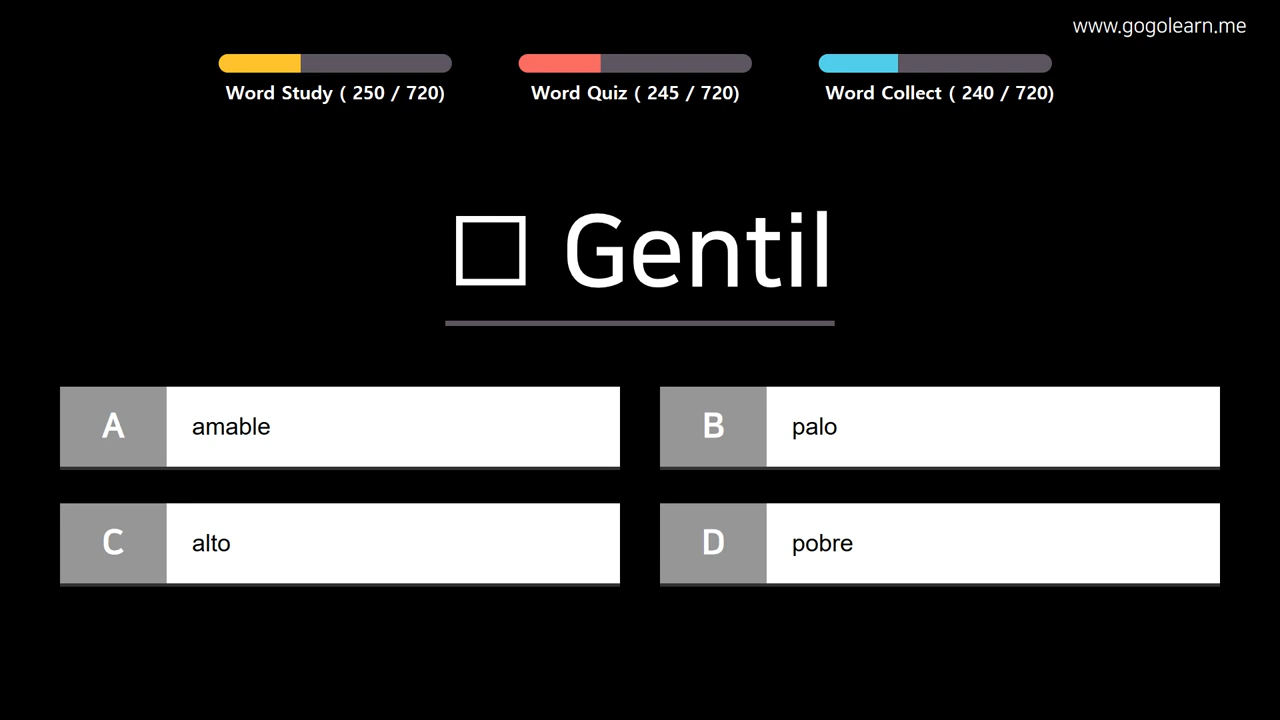 www.gogolearn.me
Word Study ( 250 / 720)
Word Quiz ( 245 / 720)
Word Collect ( 240 / 720)
□ Gentil
A amable
B palo
C alto
D pobre